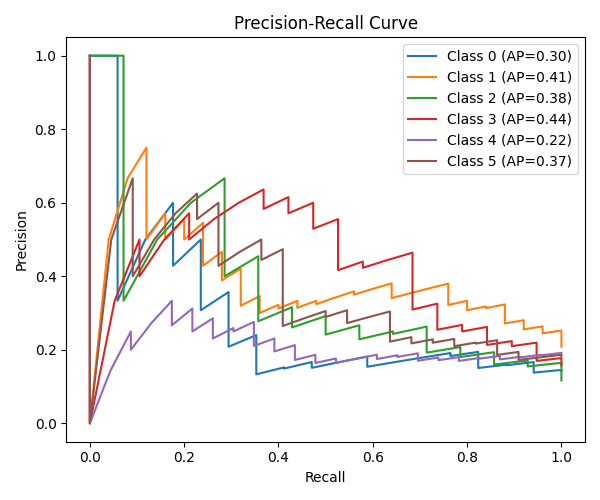 Precision-Recall Curve
Class 0 (AP=0.30)
Class 1 (AP=0.41)
Class 2 (AP=0.38)
Class 3 (AP=0.44)
Class 4 (AP=0.22)
Class 5 (AP=0.37)
Precision
1.0
0.8
0.6
0.4
0.2
0.0
0.0 0.2 0.4 0.6 0.8 1.0
Recall